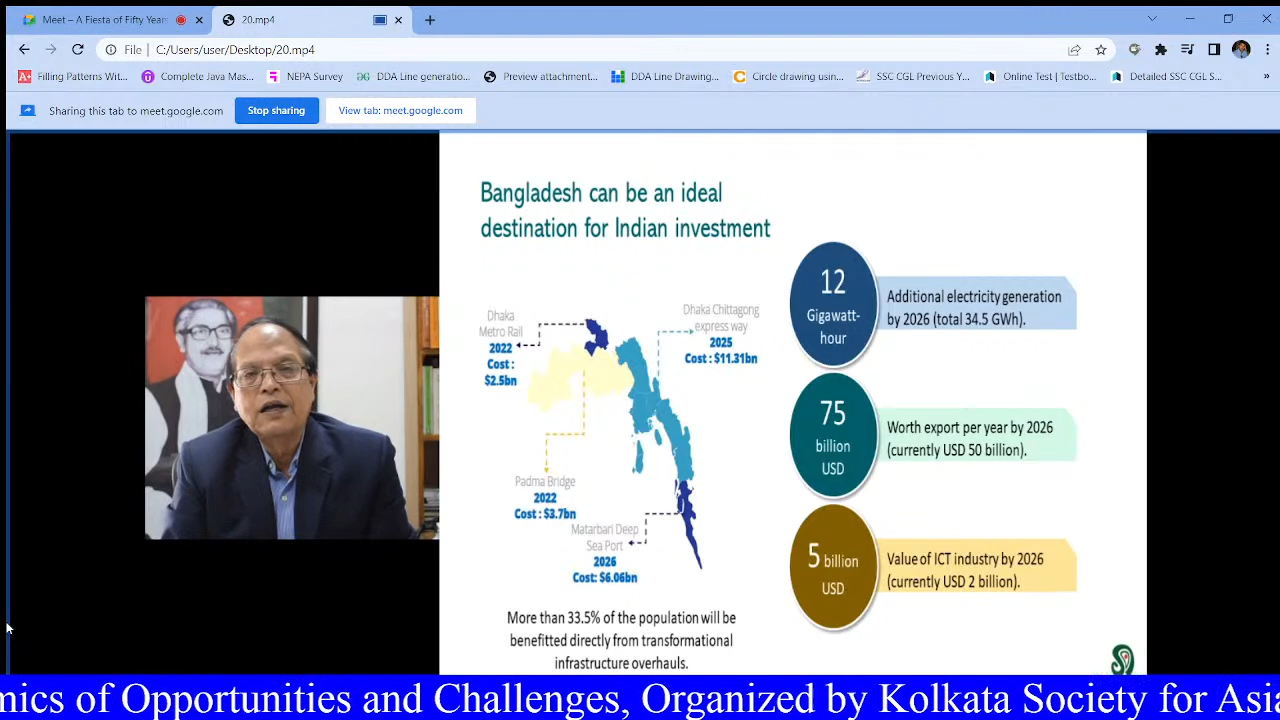 Meet – A Fiesta of Fifty Years
20.mp4
File | C:/Users/user/Desktop/20.mp4
Filling Patterns Wit...
Complete Java Mas...
NEPA Survey
DDA Line generatio...
Preview attachment...
DDA Line Drawing...
Circle drawing usin...
SSC CGL Previous Y...
Online Test | Testbo...
Detailed SSC CGL S...
»
Sharing this tab to meet.google.com
Stop sharing
View tab: meet.google.com
Bangladesh can be an ideal
destination for Indian investment
Dhaka
Metro Rail
2022
Cost :
$2.5bn
Dhaka Chittagong
express way
2025
Cost : $11.31bn
Padma Bridge
2022
Cost : $3.7bn
Matarbari Deep
Sea Port
2026
Cost: $6.06bn
More than 33.5% of the population will be
benefitted directly from transformational
infrastructure overhauls.
12
Gigawatt-
hour
Additional electricity generation
by 2026 (total 34.5 GWh).
75
billion
USD
Worth export per year by 2026
(currently USD 50 billion).
5 billion
USD
Value of ICT industry by 2026
(currently USD 2 billion).
mics of Opportunities and Challenges, Organized by Kolkata Society for Asia